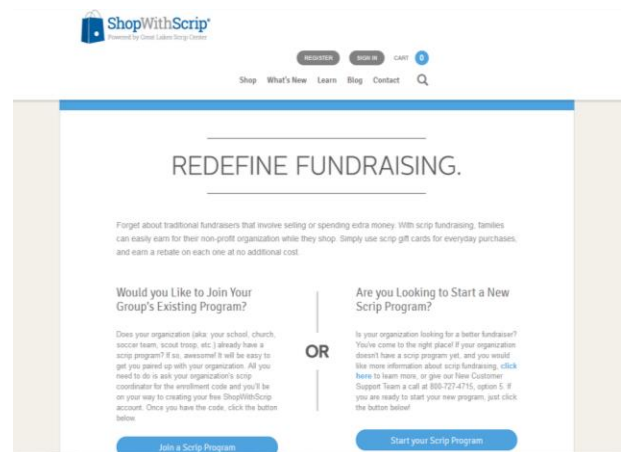 ShopWithScrip®
Powered by Great Lakes Scrip Center
REGISTER SIGN IN CART 0
Shop What's New Learn Blog Contact
REDEFINE FUNDRAISING.
Forget about traditional fundraisers that involve selling or spending extra money. With scrip fundraising, families
can easily earn for their non-profit organization while they shop. Simply use scrip gift cards for everyday purchases,
and earn a rebate on each one at no additional cost.
Would you Like to Join Your
Group's Existing Program?
Does your organization (aka: your school, church,
soccer team, scout troop, etc.) already have a
scrip program? If so, awesome! It will be easy to
get you paired up with your organization. All you
need to do is ask your organization's scrip
coordinator for the enrollment code and you'll be
on your way to creating your free ShopWithScrip
account. Once you have the code, click the button
below.
Join a Scrip Program
OR
Are you Looking to Start a New
Scrip Program?
Is your organization looking for a better fundraiser?
You've come to the right place! If your organization
doesn't have a scrip program yet, and you would
like more information about scrip fundraising, click
here to learn more, or give our New Customer
Support Team a call at 800-727-4715, option 5. If
you are ready to start your new program, just click
the button below!
Start your Scrip Program